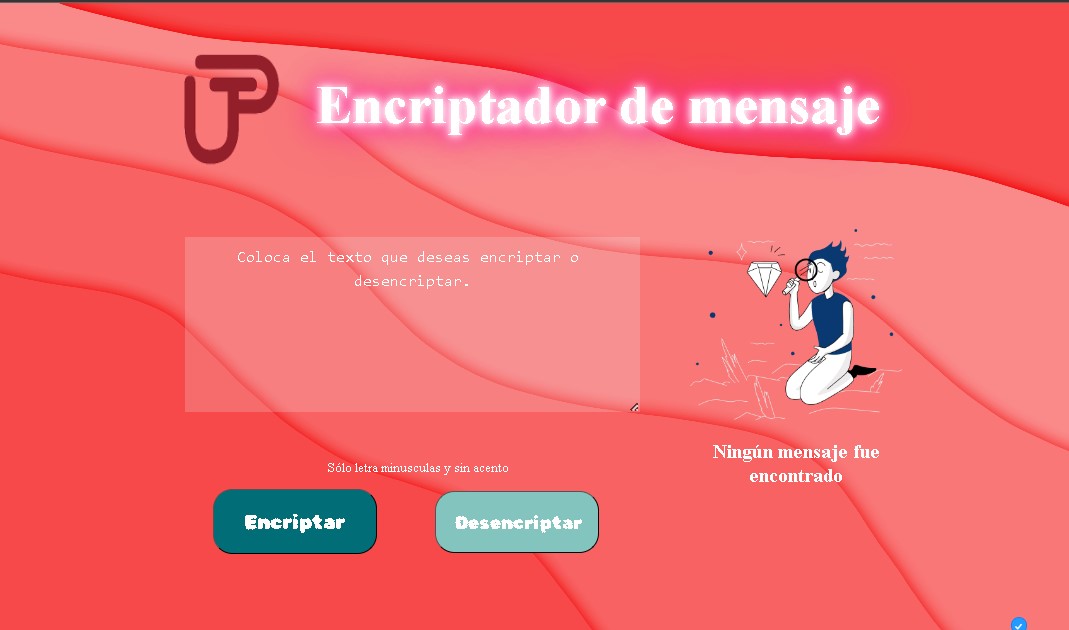 Encriptador de mensaje
Coloca el texto que deseas encriptar o
desencriptar.
Ningún mensaje fue
encontrado
Sólo letra minusculas y sin acento
Encriptar
Desencriptar